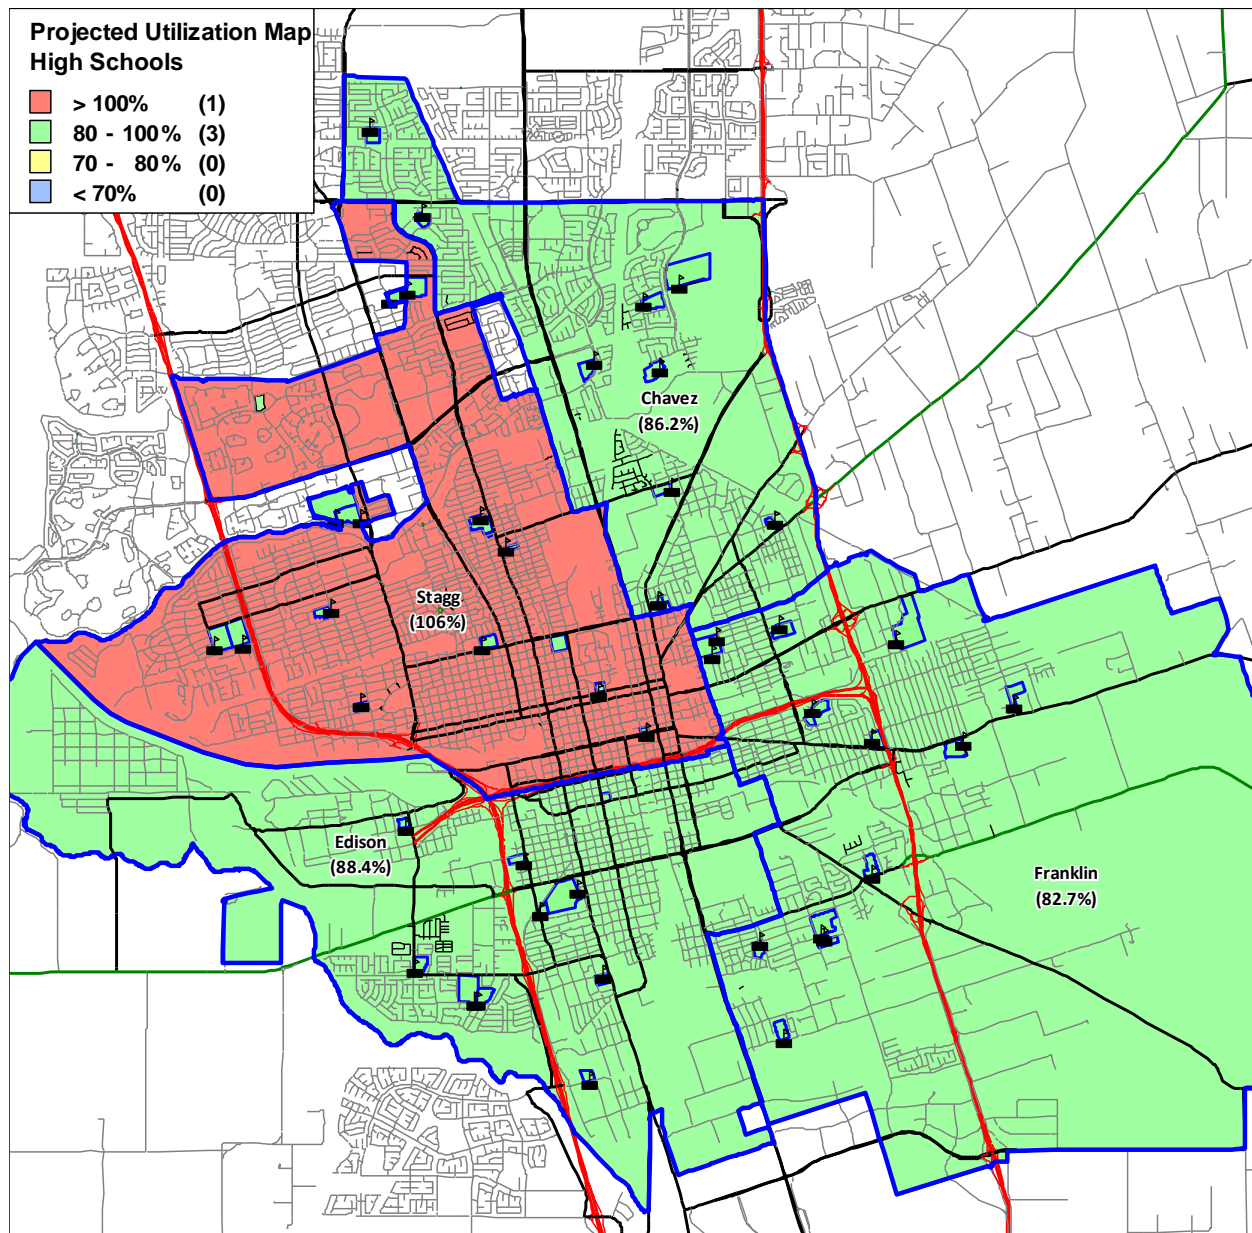 Projected Utilization Map
High Schools
> 100% (1)
80 - 100% (3)
70 - 80% (0)
< 70% (0)
Chavez
(86.2%)
Stagg
(106%)
Edison
(88.4%)
Franklin
(82.7%)